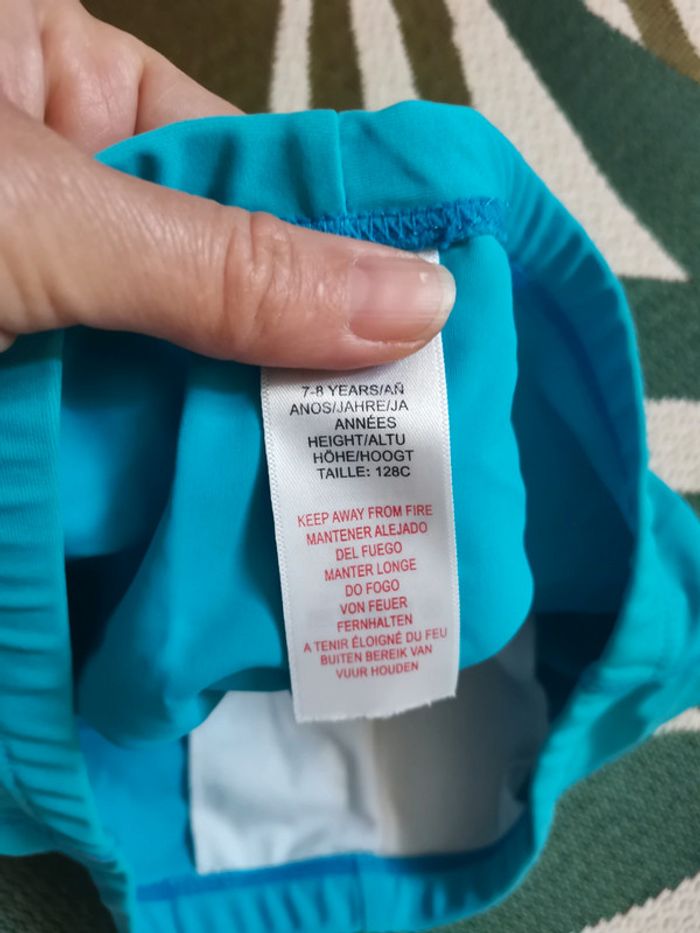 7-8 YEARS/AÑ
ANOS/JAHRE/JA
ANNÉES
HEIGHT/ALTU
HÖHE/HOOGT
TAILLE: 128C
KEEP AWAY FROM FIRE
MANTENER ALEJADO
DEL FUEGO
MANTER LONGE
DO FOGO
VON FEUER
FERNHALTEN
A TENIR ÉLOIGNÉ DU FEU
BUITEN BEREIK VAN
VUUR HOUDEN